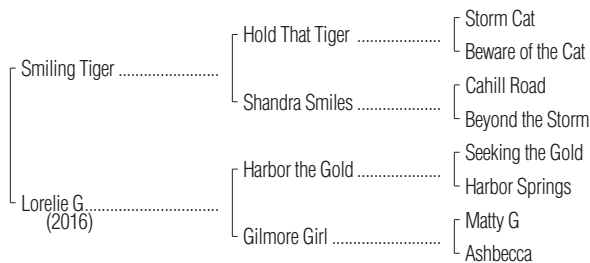 Storm Cat
Hold That Tiger ......................
Beware of the Cat
Smiling Tiger ..........................
Cahill Road
Shandra Smiles ......................
Beyond the Storm
Seeking the Gold
Harbor the Gold ......................
Harbor Springs
Lorelie G...................................
(2016)
Matty G
Gilmore Girl .............................
Ashbecca